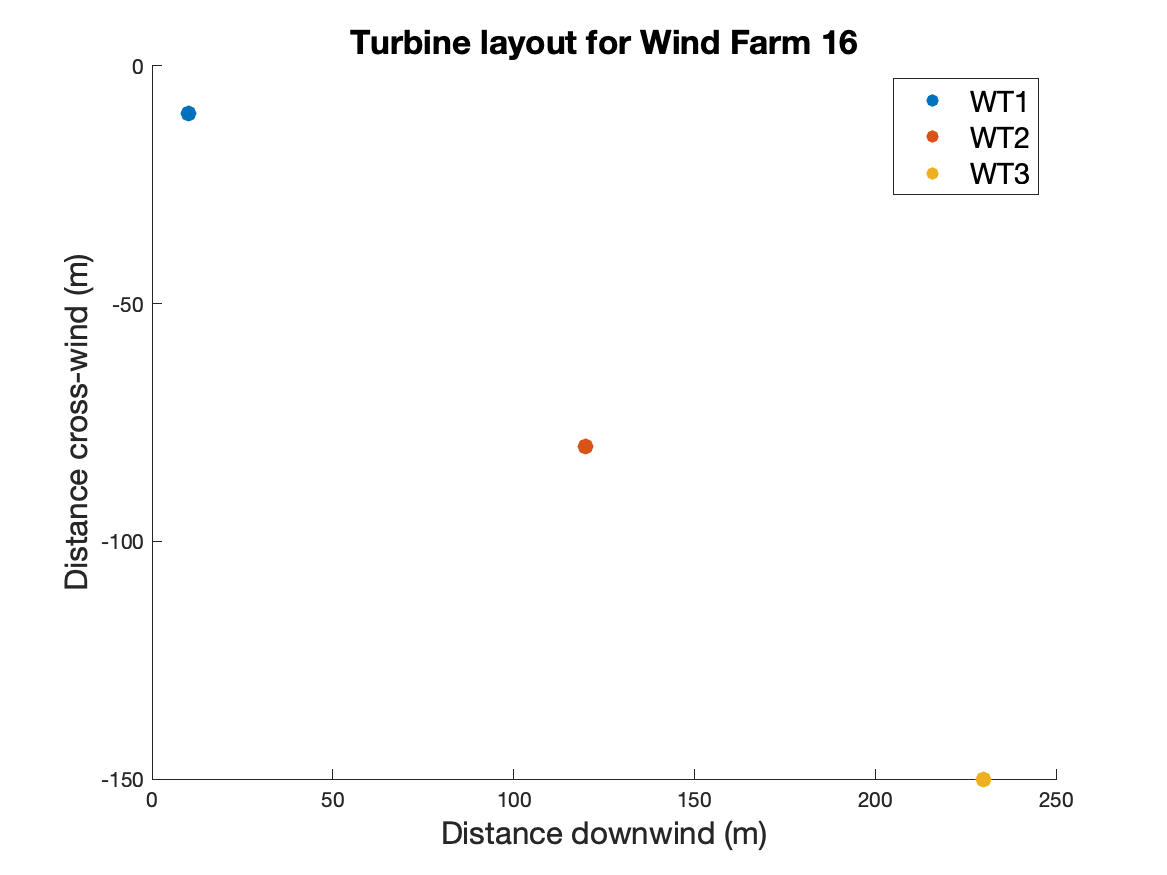 Turbine layout for Wind Farm 16
WT1
WT2
WT3
Distance cross-wind (m)
0
-50
-100
-150
0
50
100
150
200
250
Distance downwind (m)